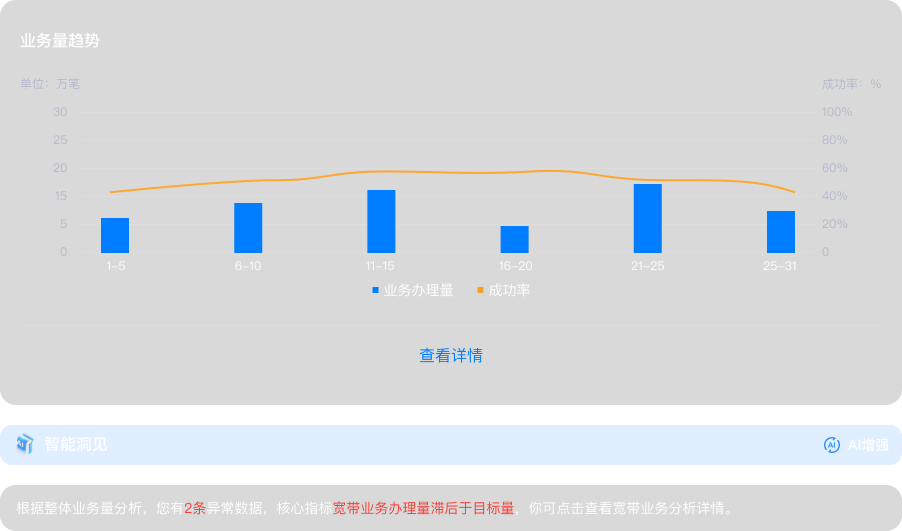 业务量趋势
单位：万笔 成功率：%
30 100%
25 80%
20 60%
15 40%
5 20%
0 0
1-5 6-10 11-15 16-20 21-25 25-31
业务办理量 成功率
查看详情
智能洞见 AI增强
根据整体业务量分析，您有2条异常数据，核心指标宽带业务办理量滞后于目标量，你可点击查看宽带业务分析详情。